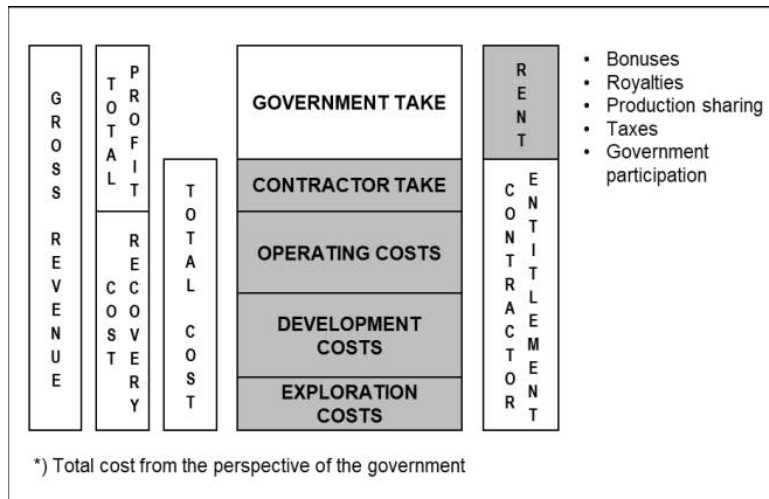 GROSS REVENUE
TOTAL PROFIT
COST RECOVERY
TOTAL COST
GOVERNMENT TAKE
CONTRACTOR TAKE
OPERATING COSTS
DEVELOPMENT
COSTS
EXPLORATION
COSTS
RENT
CONTRACTOR ENTITLEMENT
• Bonuses
• Royalties
• Production sharing
• Taxes
• Government
participation
*) Total cost from the perspective of the government